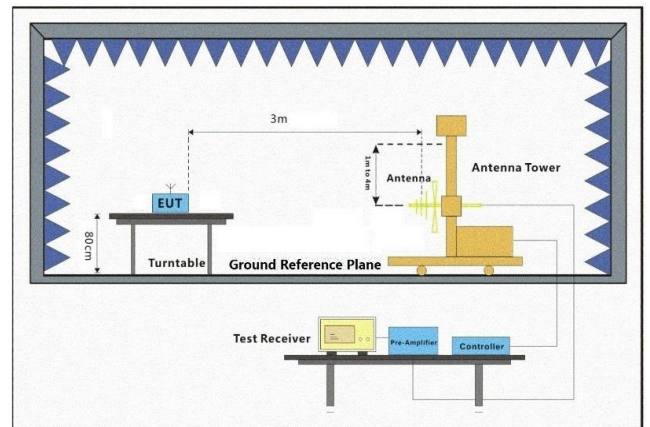 3m
1m to 4m
Antenna
Antenna Tower
EUT
80cm
Turntable
Ground Reference Plane
Test Receiver
Pre-Amplifier
Controller